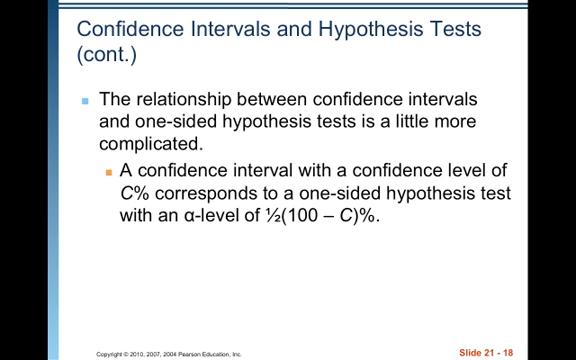 Confidence Intervals and Hypothesis Tests
(cont.)
The relationship between confidence intervals
and one-sided hypothesis tests is a little more
complicated.
A confidence interval with a confidence level of
C% corresponds to a one-sided hypothesis test
with an α-level of ½(100 – C)%.
Copyright © 2010, 2007, 2004 Pearson Education, Inc.
Slide 21 - 18